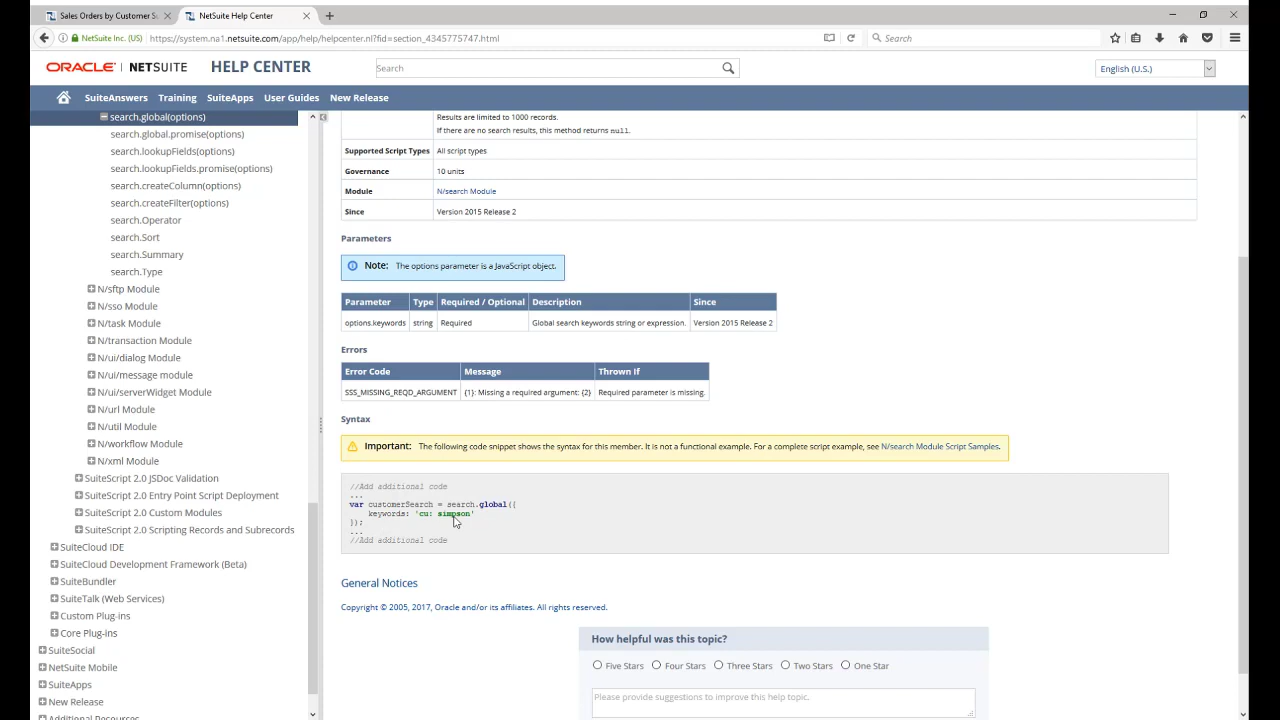 Sales Orders by Customer S
NetSuite Help Center
NetSuite Inc. (US)
https://system.na1.netsuite.com/app/help/helpcenter.nl?fid=section_4345775747.html
Search
ORACLE | NETSUITE
HELP CENTER
Search
English (U.S.)
SuiteAnswers
Training
SuiteApps
User Guides
New Release
search.global(options)
search.global.promise(options)
search.lookupFields(options)
search.lookupFields.promise(options)
search.createColumn(options)
search.createFilter(options)
search.Operator
search.Sort
search.Summary
search.Type
N/sftp Module
N/sso Module
N/task Module
N/transaction Module
N/ui/dialog Module
N/ui/message module
N/ui/serverWidget Module
N/url Module
N/util Module
N/workflow Module
N/xml Module
SuiteScript 2.0 JSDoc Validation
SuiteScript 2.0 Entry Point Script Deployment
SuiteScript 2.0 Custom Modules
SuiteScript 2.0 Scripting Records and Subrecords
SuiteCloud IDE
SuiteCloud Development Framework (Beta)
SuiteBundler
SuiteTalk (Web Services)
Custom Plug-ins
Core Plug-ins
SuiteSocial
NetSuite Mobile
SuiteApps
New Release
Additional Resources
Results are limited to 1000 records.
If there are no search results, this method returns null.
Supported Script Types All script types
Governance 10 units
Module N/search Module
Since Version 2015 Release 2
Parameters
Note: The options parameter is a JavaScript object.
Parameter Type Required / Optional Description Since
options.keywords string Required Global search keywords string or expression. Version 2015 Release 2
Errors
Error Code Message Thrown If
SSS_MISSING_REQD_ARGUMENT {1}: Missing a required argument: {2} Required parameter is missing.
Syntax
Important: The following code snippet shows the syntax for this member. It is not a functional example. For a complete script example, see N/search Module Script Samples.
//Add additional code
...
var customerSearch = search.global({
keywords: 'cu: simpson'
});
...
//Add additional code
General Notices
Copyright © 2005, 2017, Oracle and/or its affiliates. All rights reserved.
How helpful was this topic?
Five Stars Four Stars Three Stars Two Stars One Star
Please provide suggestions to improve this help topic.